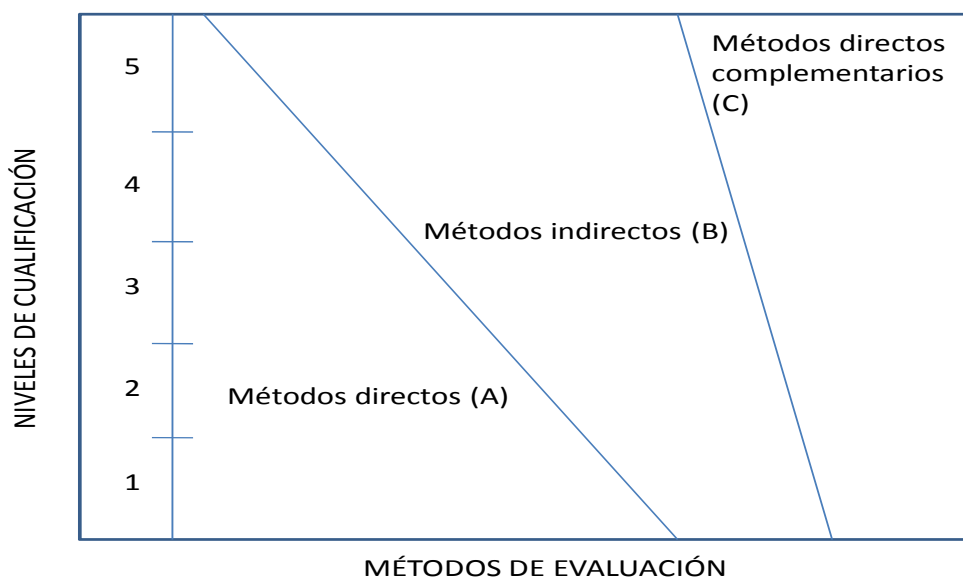 Métodos directos
complementarios
(C)
5
4
3
2
1
NIVELES DE CUALIFICACIÓN
Métodos indirectos (B)
Métodos directos (A)
MÉTODOS DE EVALUACIÓN